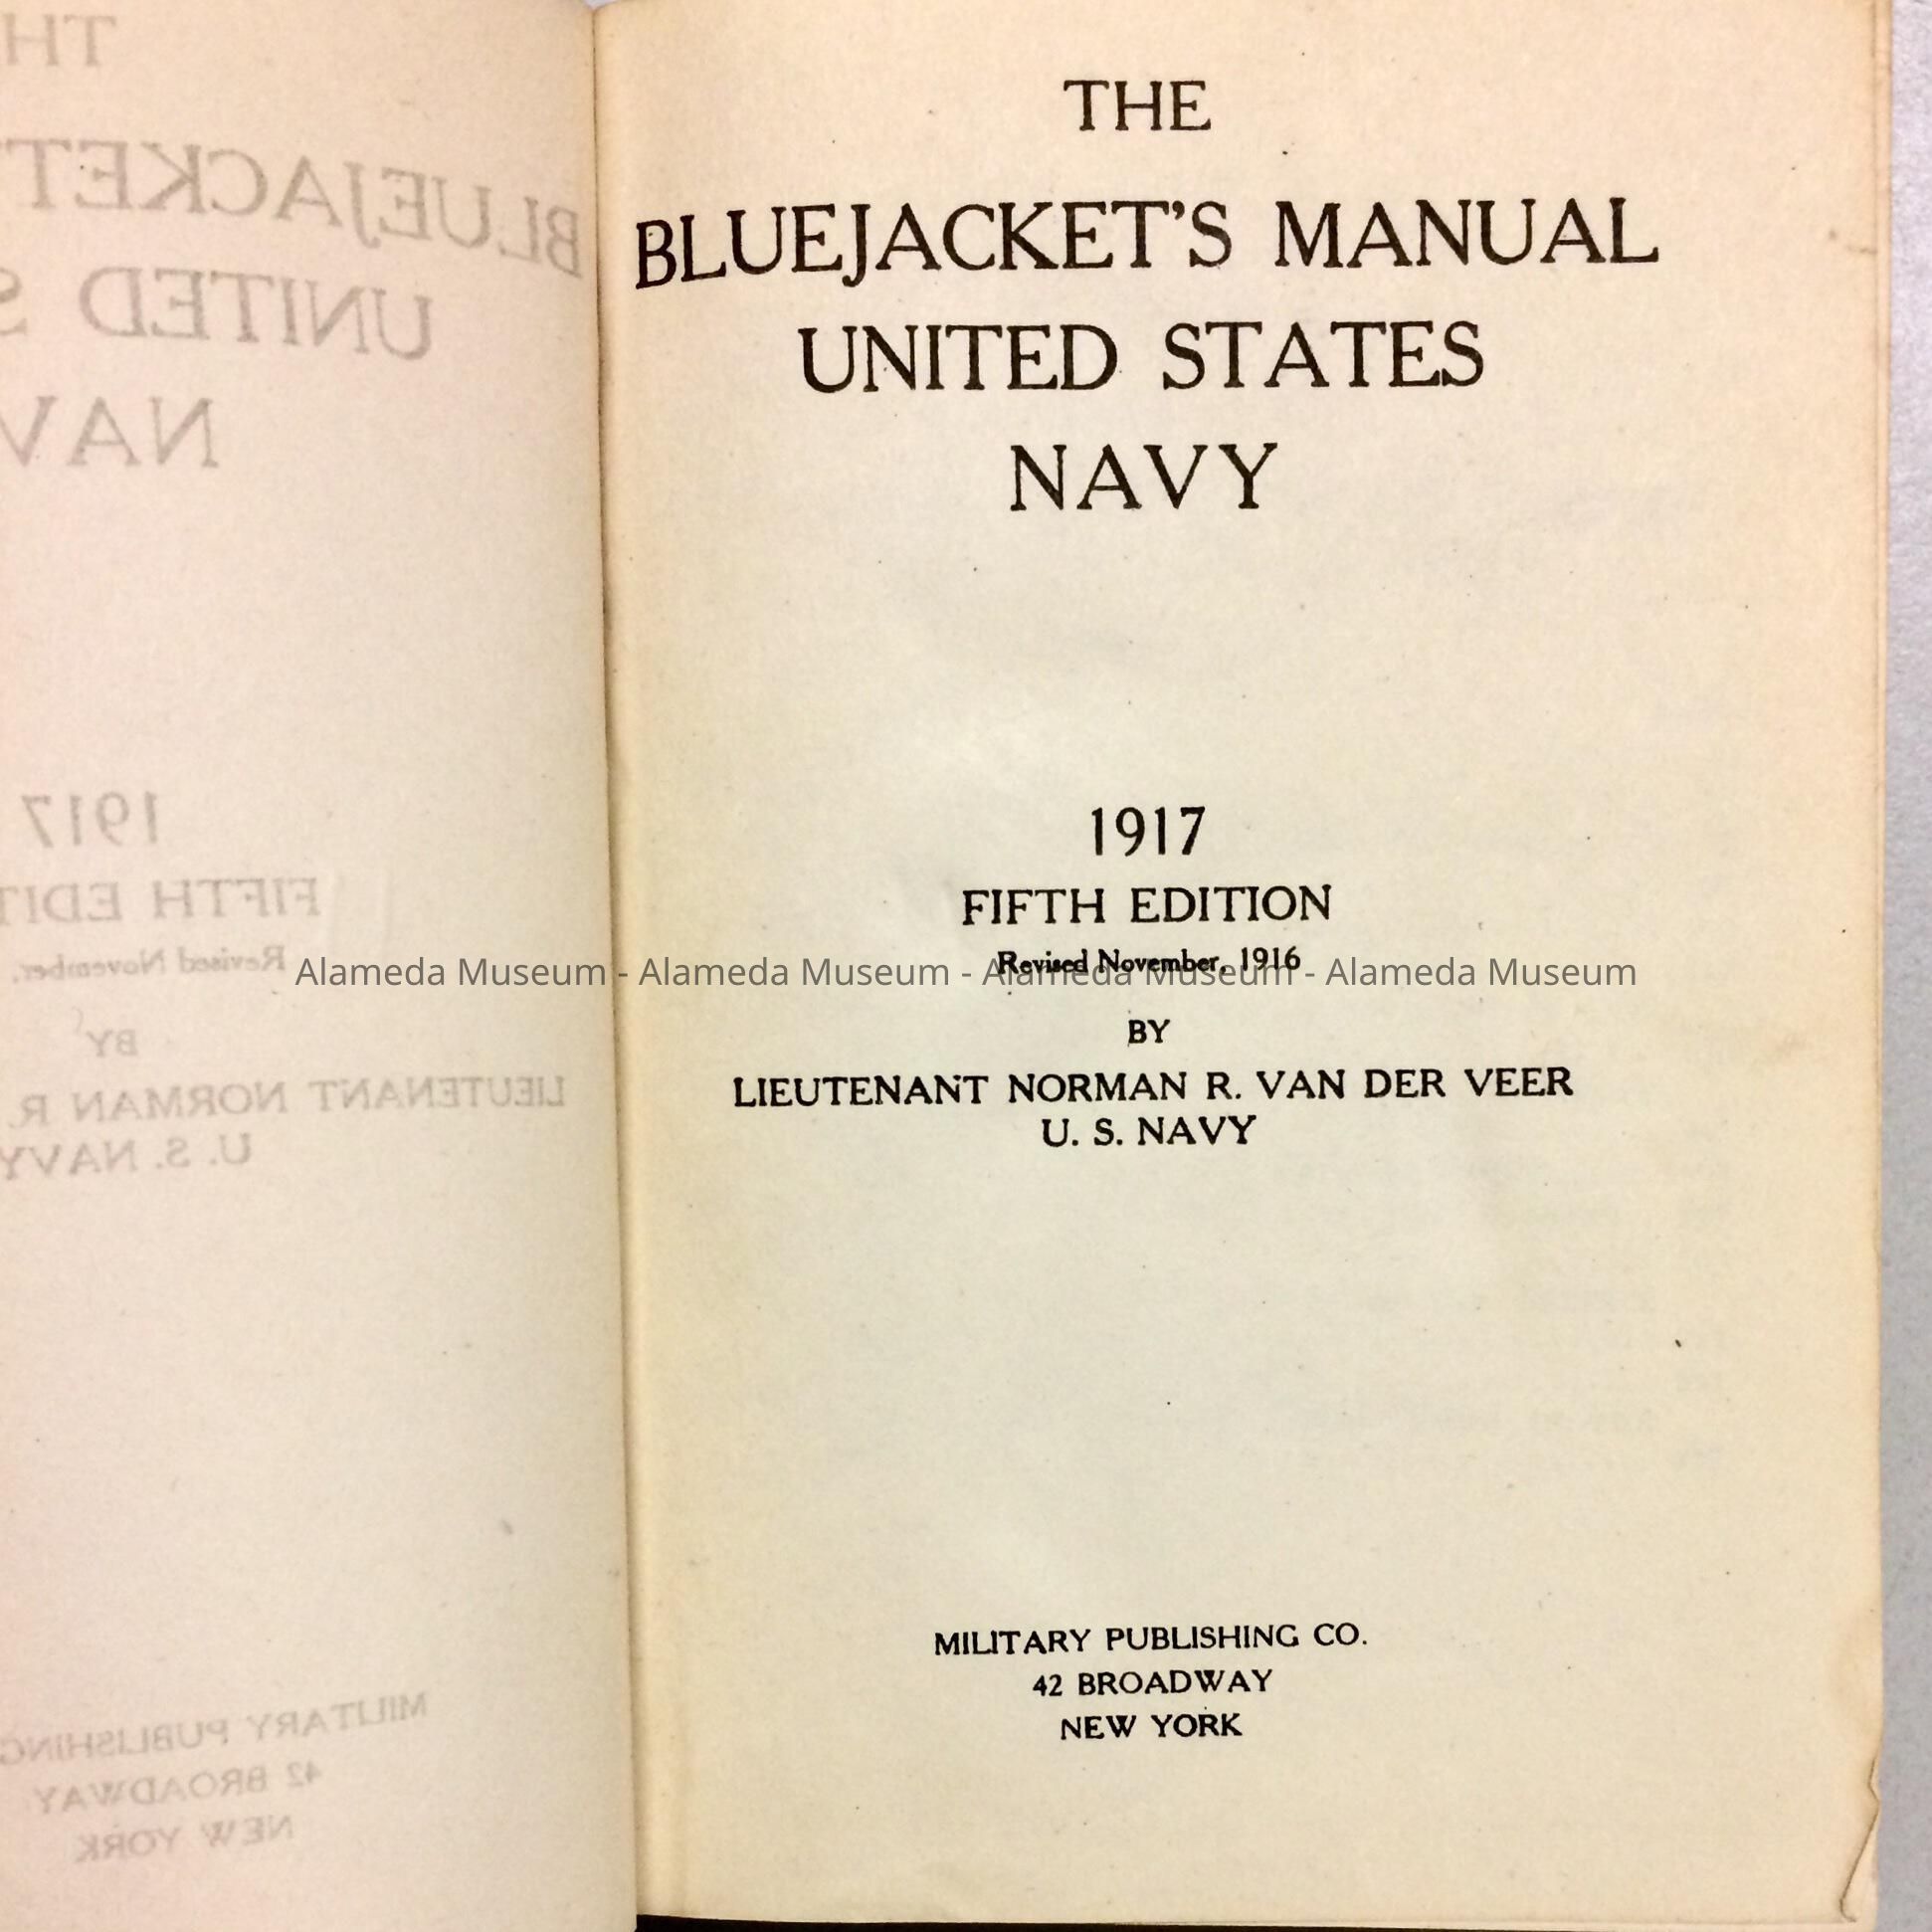 THE
BLUEJACKET'S MANUAL
UNITED STATES
NAVY
1917
FIFTH EDITION
Revised November, 1916
Alameda Museum - Alameda Museum - Alameda Museum - Alameda Museum
BY
LIEUTENANT NORMAN R. VAN DER VEER
U. S. NAVY
MILITARY PUBLISHING CO.
42 BROADWAY
NEW YORK